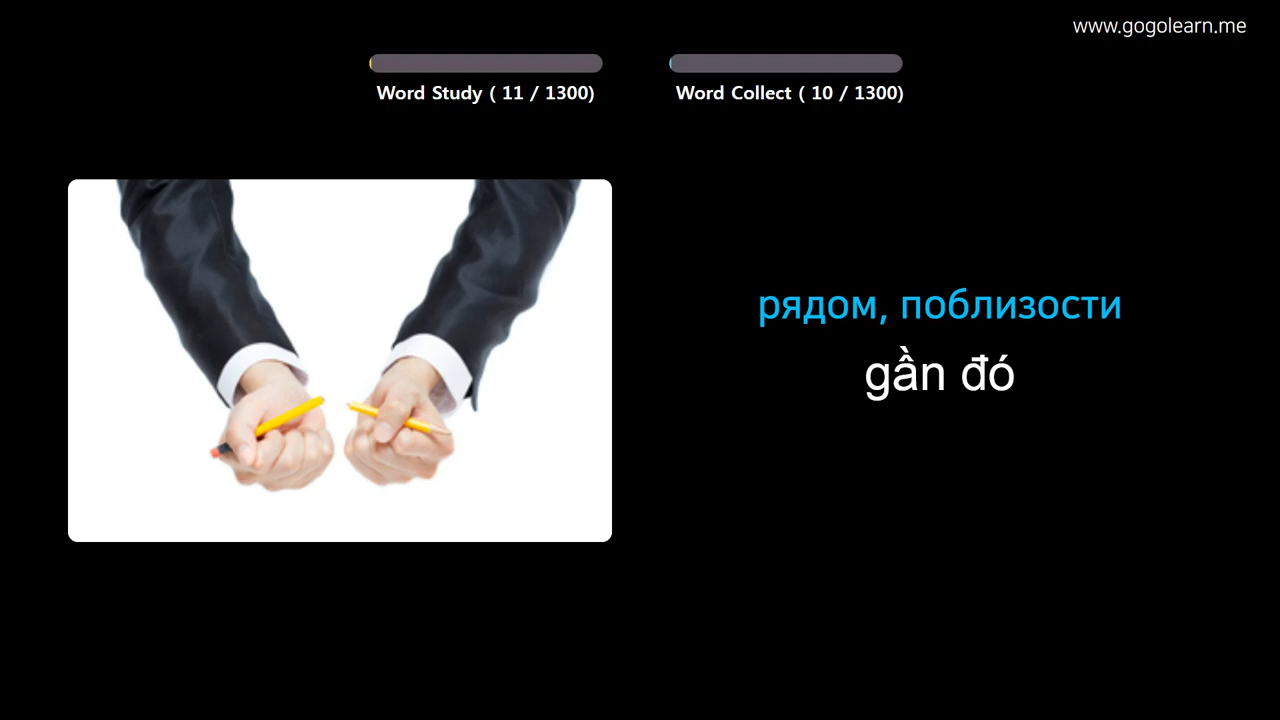 www.gogolearn.me
Word Study ( 11 / 1300)
Word Collect ( 10 / 1300)
рядом, поблизости
gần đó